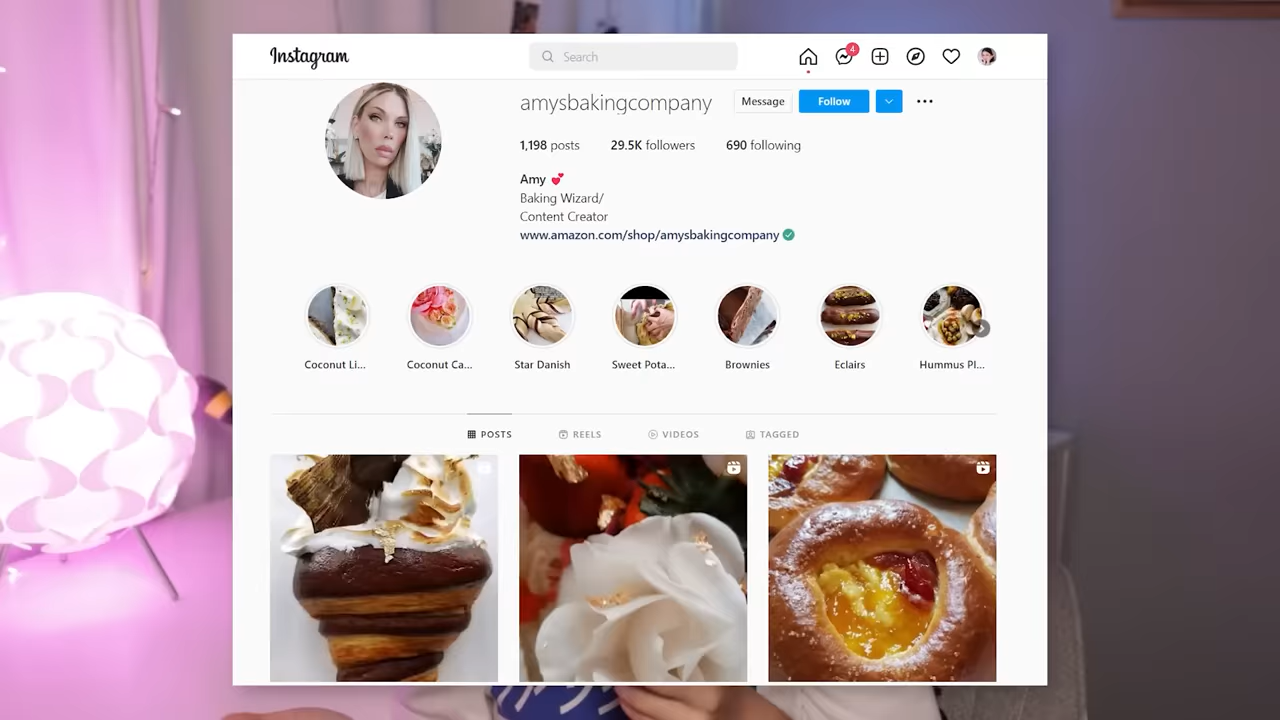 Instagram
Search
4
amysbakingcompany
Message
Follow
1,198 posts 29.5K followers 690 following
Amy 💕
Baking Wizard/
Content Creator
www.amazon.com/shop/amysbakingcompany
Coconut Li... Coconut Ca... Star Danish Sweet Pota... Brownies Eclairs Hummus Pl...
POSTS REELS VIDEOS TAGGED